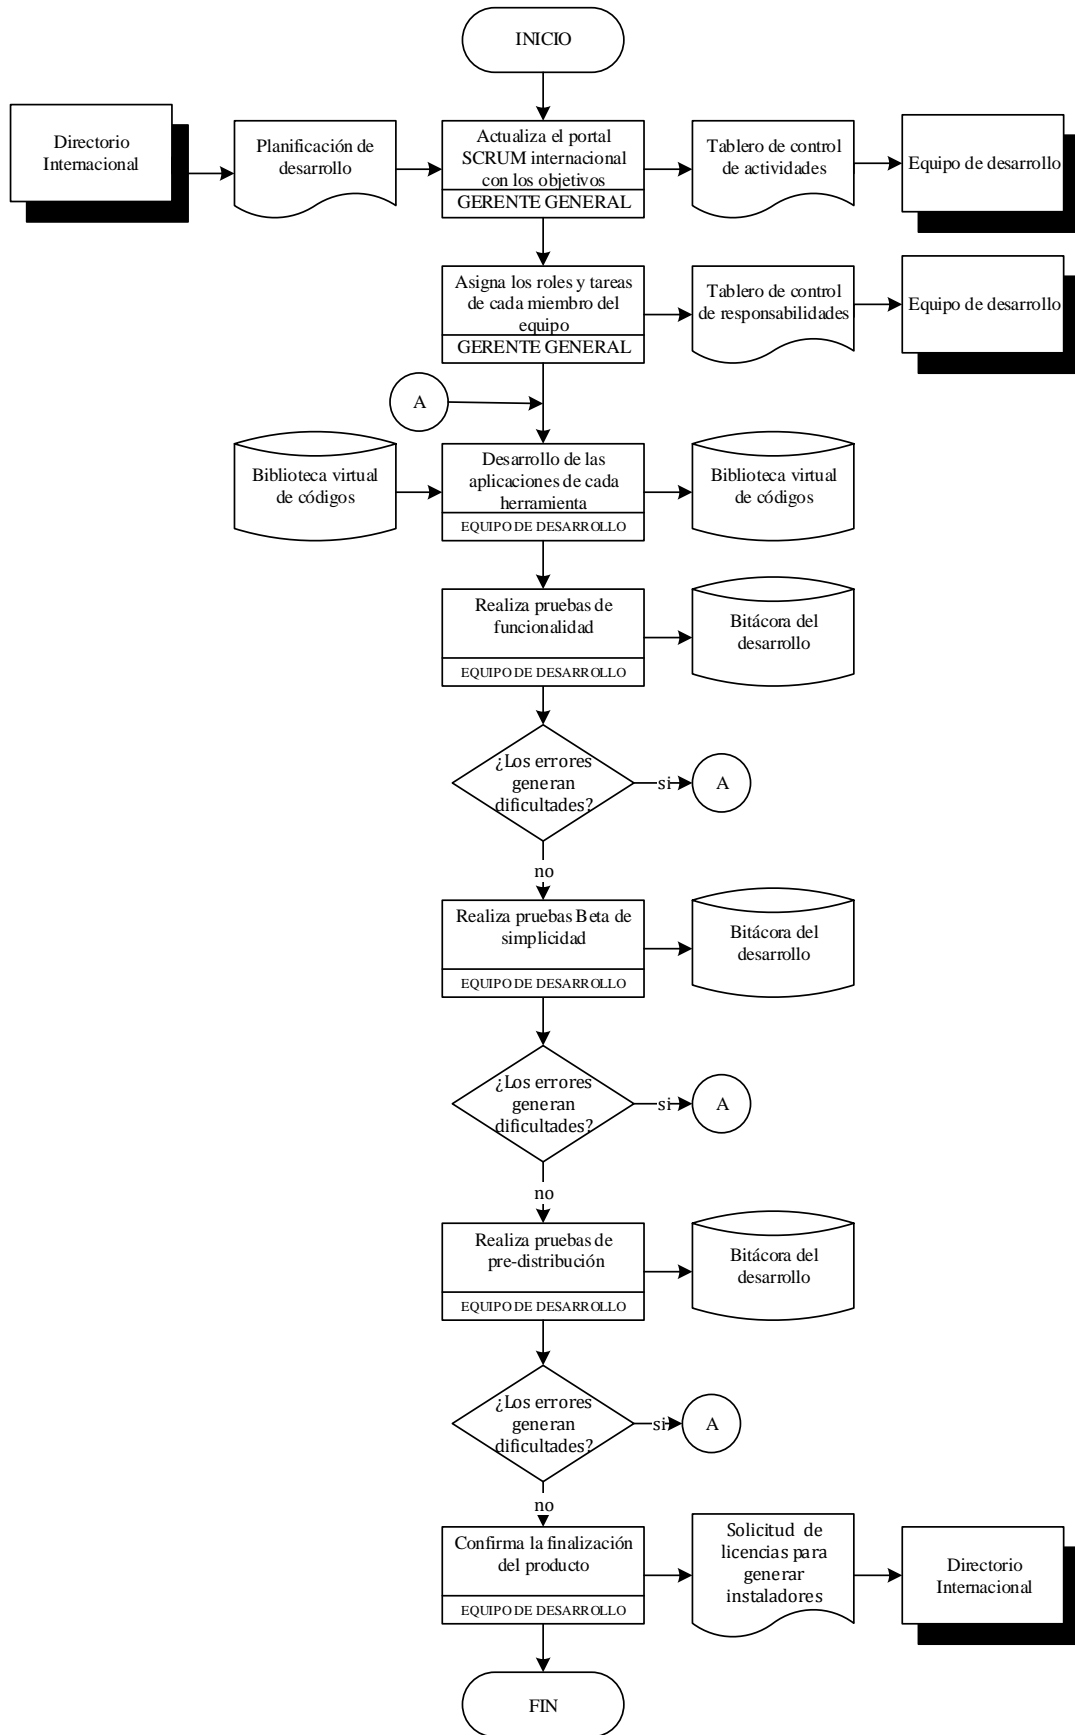 INICIO
Directorio
Internacional
Planificación de
desarrollo
Actualiza el portal
SCRUM internacional
con los objetivos
GERENTE GENERAL
Tablero de control
de actividades
Equipo de desarrollo
Asigna los roles y tareas
de cada miembro del
equipo
GERENTE GENERAL
Tablero de control
de responsabilidades
Equipo de desarrollo
A
Biblioteca virtual
de códigos
Desarrollo de las
aplicaciones de cada
herramienta
EQUIPO DE DESARROLLO
Biblioteca virtual
de códigos
Realiza pruebas de
funcionalidad
EQUIPO DE DESARROLLO
Bitácora del
desarrollo
¿Los errores
generan
dificultades?
si
A
no
Realiza pruebas Beta de
simplicidad
EQUIPO DE DESARROLLO
Bitácora del
desarrollo
¿Los errores
generan
dificultades?
si
A
no
Realiza pruebas de
pre-distribución
EQUIPO DE DESARROLLO
Bitácora del
desarrollo
¿Los errores
generan
dificultades?
si
A
no
Confirma la finalización
del producto
EQUIPO DE DESARROLLO
Solicitud de
licencias para
generar
instaladores
Directorio
Internacional
FIN